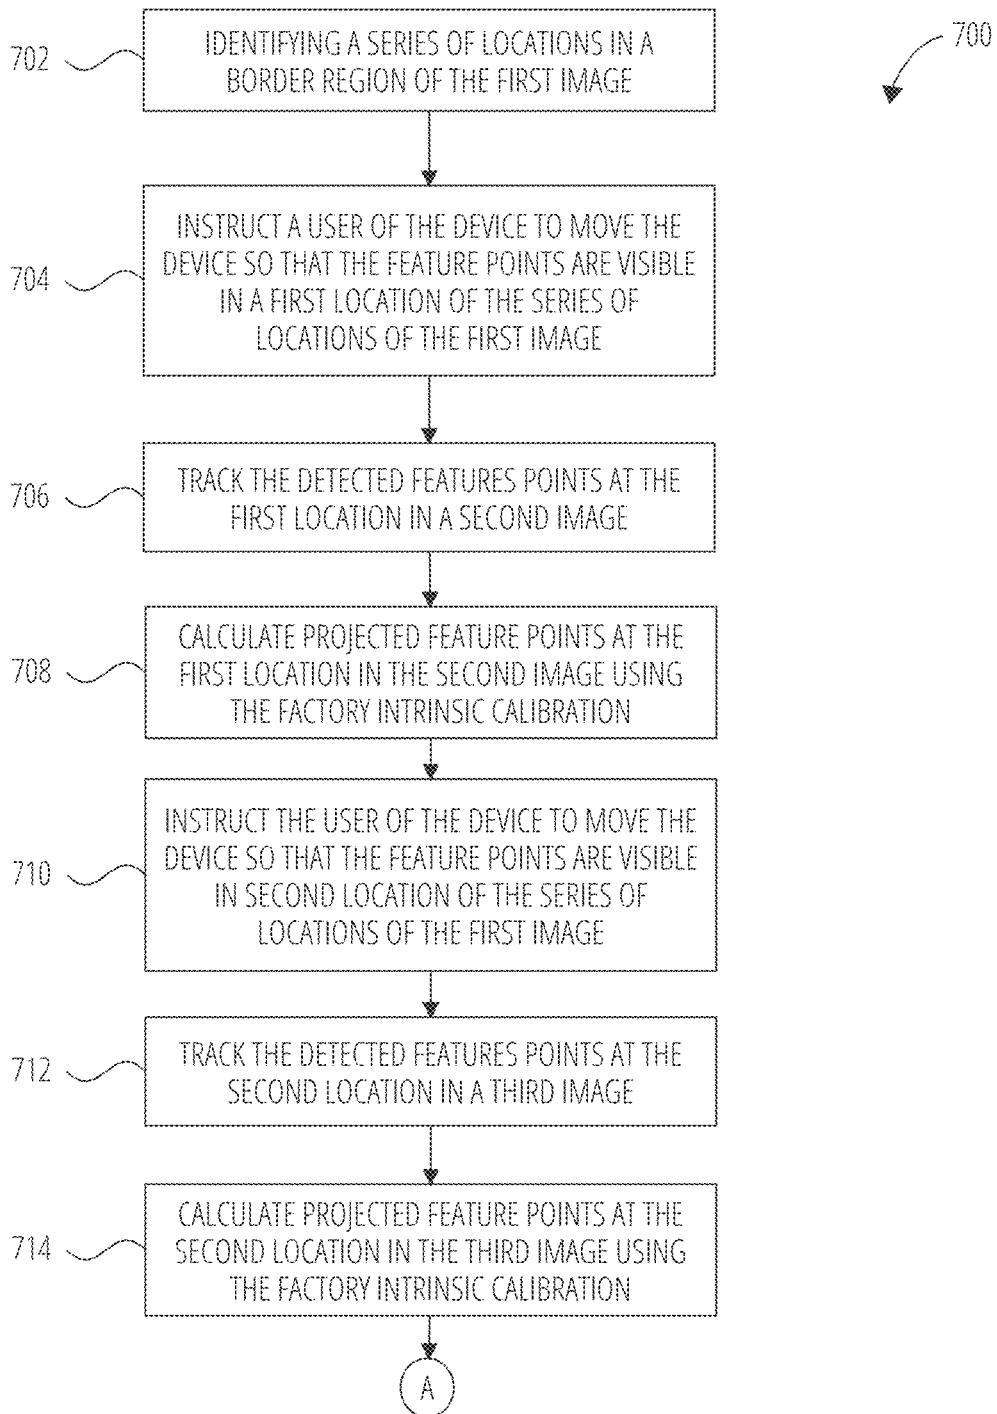 700
702
IDENTIFYING A SERIES OF LOCATIONS IN A
BORDER REGION OF THE FIRST IMAGE
704
INSTRUCT A USER OF THE DEVICE TO MOVE THE
DEVICE SO THAT THE FEATURE POINTS ARE VISIBLE
IN A FIRST LOCATION OF THE SERIES OF
LOCATIONS OF THE FIRST IMAGE
706
TRACK THE DETECTED FEATURES POINTS AT THE
FIRST LOCATION IN A SECOND IMAGE
708
CALCULATE PROJECTED FEATURE POINTS AT THE
FIRST LOCATION IN THE SECOND IMAGE USING
THE FACTORY INTRINSIC CALIBRATION
710
INSTRUCT THE USER OF THE DEVICE TO MOVE THE
DEVICE SO THAT THE FEATURE POINTS ARE VISIBLE
IN SECOND LOCATION OF THE SERIES OF
LOCATIONS OF THE FIRST IMAGE
712
TRACK THE DETECTED FEATURES POINTS AT THE
SECOND LOCATION IN A THIRD IMAGE
714
CALCULATE PROJECTED FEATURE POINTS AT THE
SECOND LOCATION IN THE THIRD IMAGE USING
THE FACTORY INTRINSIC CALIBRATION
A